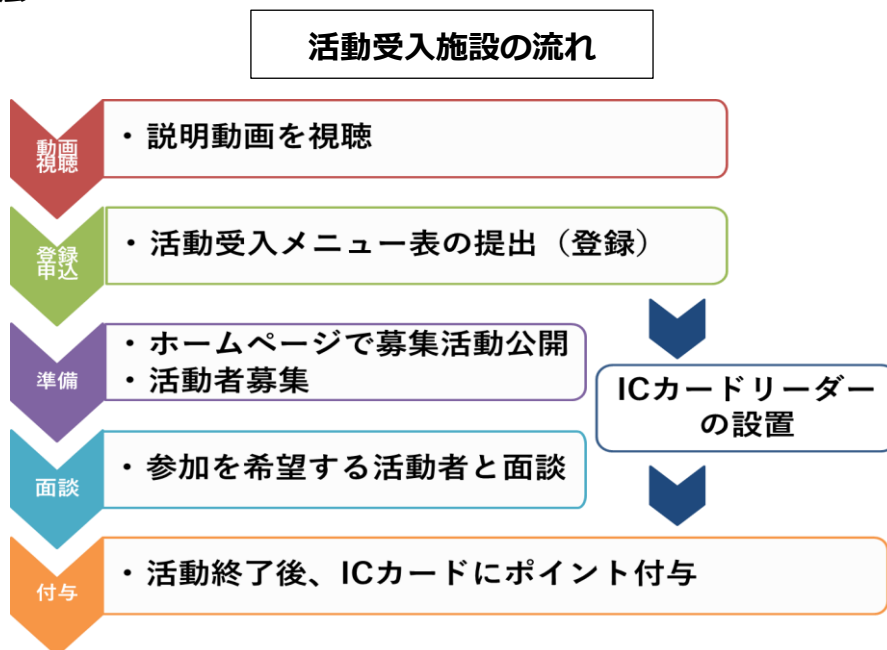 活動受入施設の流れ
動画
視聴
・説明動画を視聴
登録
申込
・活動受入メニュー表の提出（登録）
準備
・ホームページで募集活動公開
・活動者募集
ICカードリーダー
の設置
面談
・参加を希望する活動者と面談
付与
・活動終了後、ICカードにポイント付与